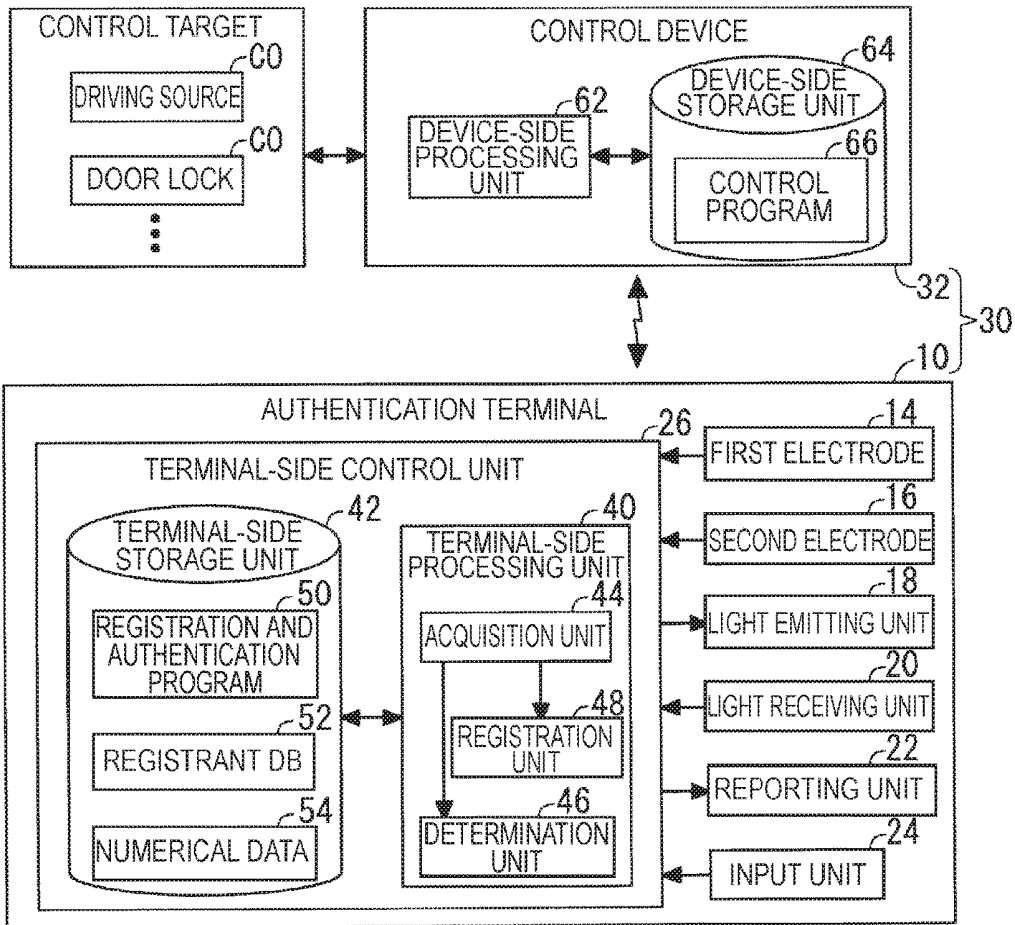 CONTROL TARGET
C0
DRIVING SOURCE
C0
DOOR LOCK
CONTROL DEVICE
62
DEVICE-SIDE
PROCESSING
UNIT
64
DEVICE-SIDE
STORAGE UNIT
66
CONTROL
PROGRAM
32
30
10
AUTHENTICATION TERMINAL
26
TERMINAL-SIDE CONTROL UNIT
42
TERMINAL-SIDE
STORAGE UNIT
50
REGISTRATION AND
AUTHENTICATION
PROGRAM
52
REGISTRANT DB
54
NUMERICAL DATA
40
TERMINAL-SIDE
PROCESSING UNIT
44
ACQUISITION UNIT
48
REGISTRATION
UNIT
46
DETERMINATION
UNIT
14
FIRST ELECTRODE
16
SECOND ELECTRODE
18
LIGHT EMITTING UNIT
20
LIGHT RECEIVING UNIT
22
REPORTING UNIT
24
INPUT UNIT